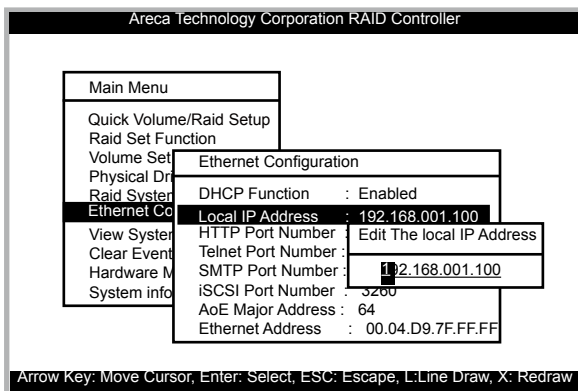 Areca Technology Corporation RAID Controller
Main Menu
Quick Volume/Raid Setup
Raid Set Function
Volume Set
Physical Dri
Raid System
Ethernet Co
View Syster
Clear Event
Hardware M
System info
Ethernet Configuration
DHCP Function : Enabled
Local IP Address : 192.168.001.100
HTTP Port Number :
Telnet Port Number :
SMTP Port Number :
iSCSI Port Number : 3260
AoE Major Address : 64
Ethernet Address : 00.04.D9.7F.FF.FF
Edit The local IP Address
192.168.001.100
Arrow Key: Move Cursor, Enter: Select, ESC: Escape, L:Line Draw, X: Redraw